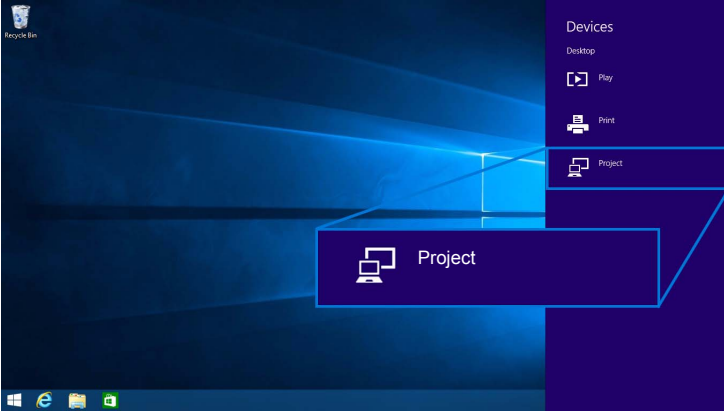 Recycle Bin
Devices
Desktop
Play
Print
Project
Project